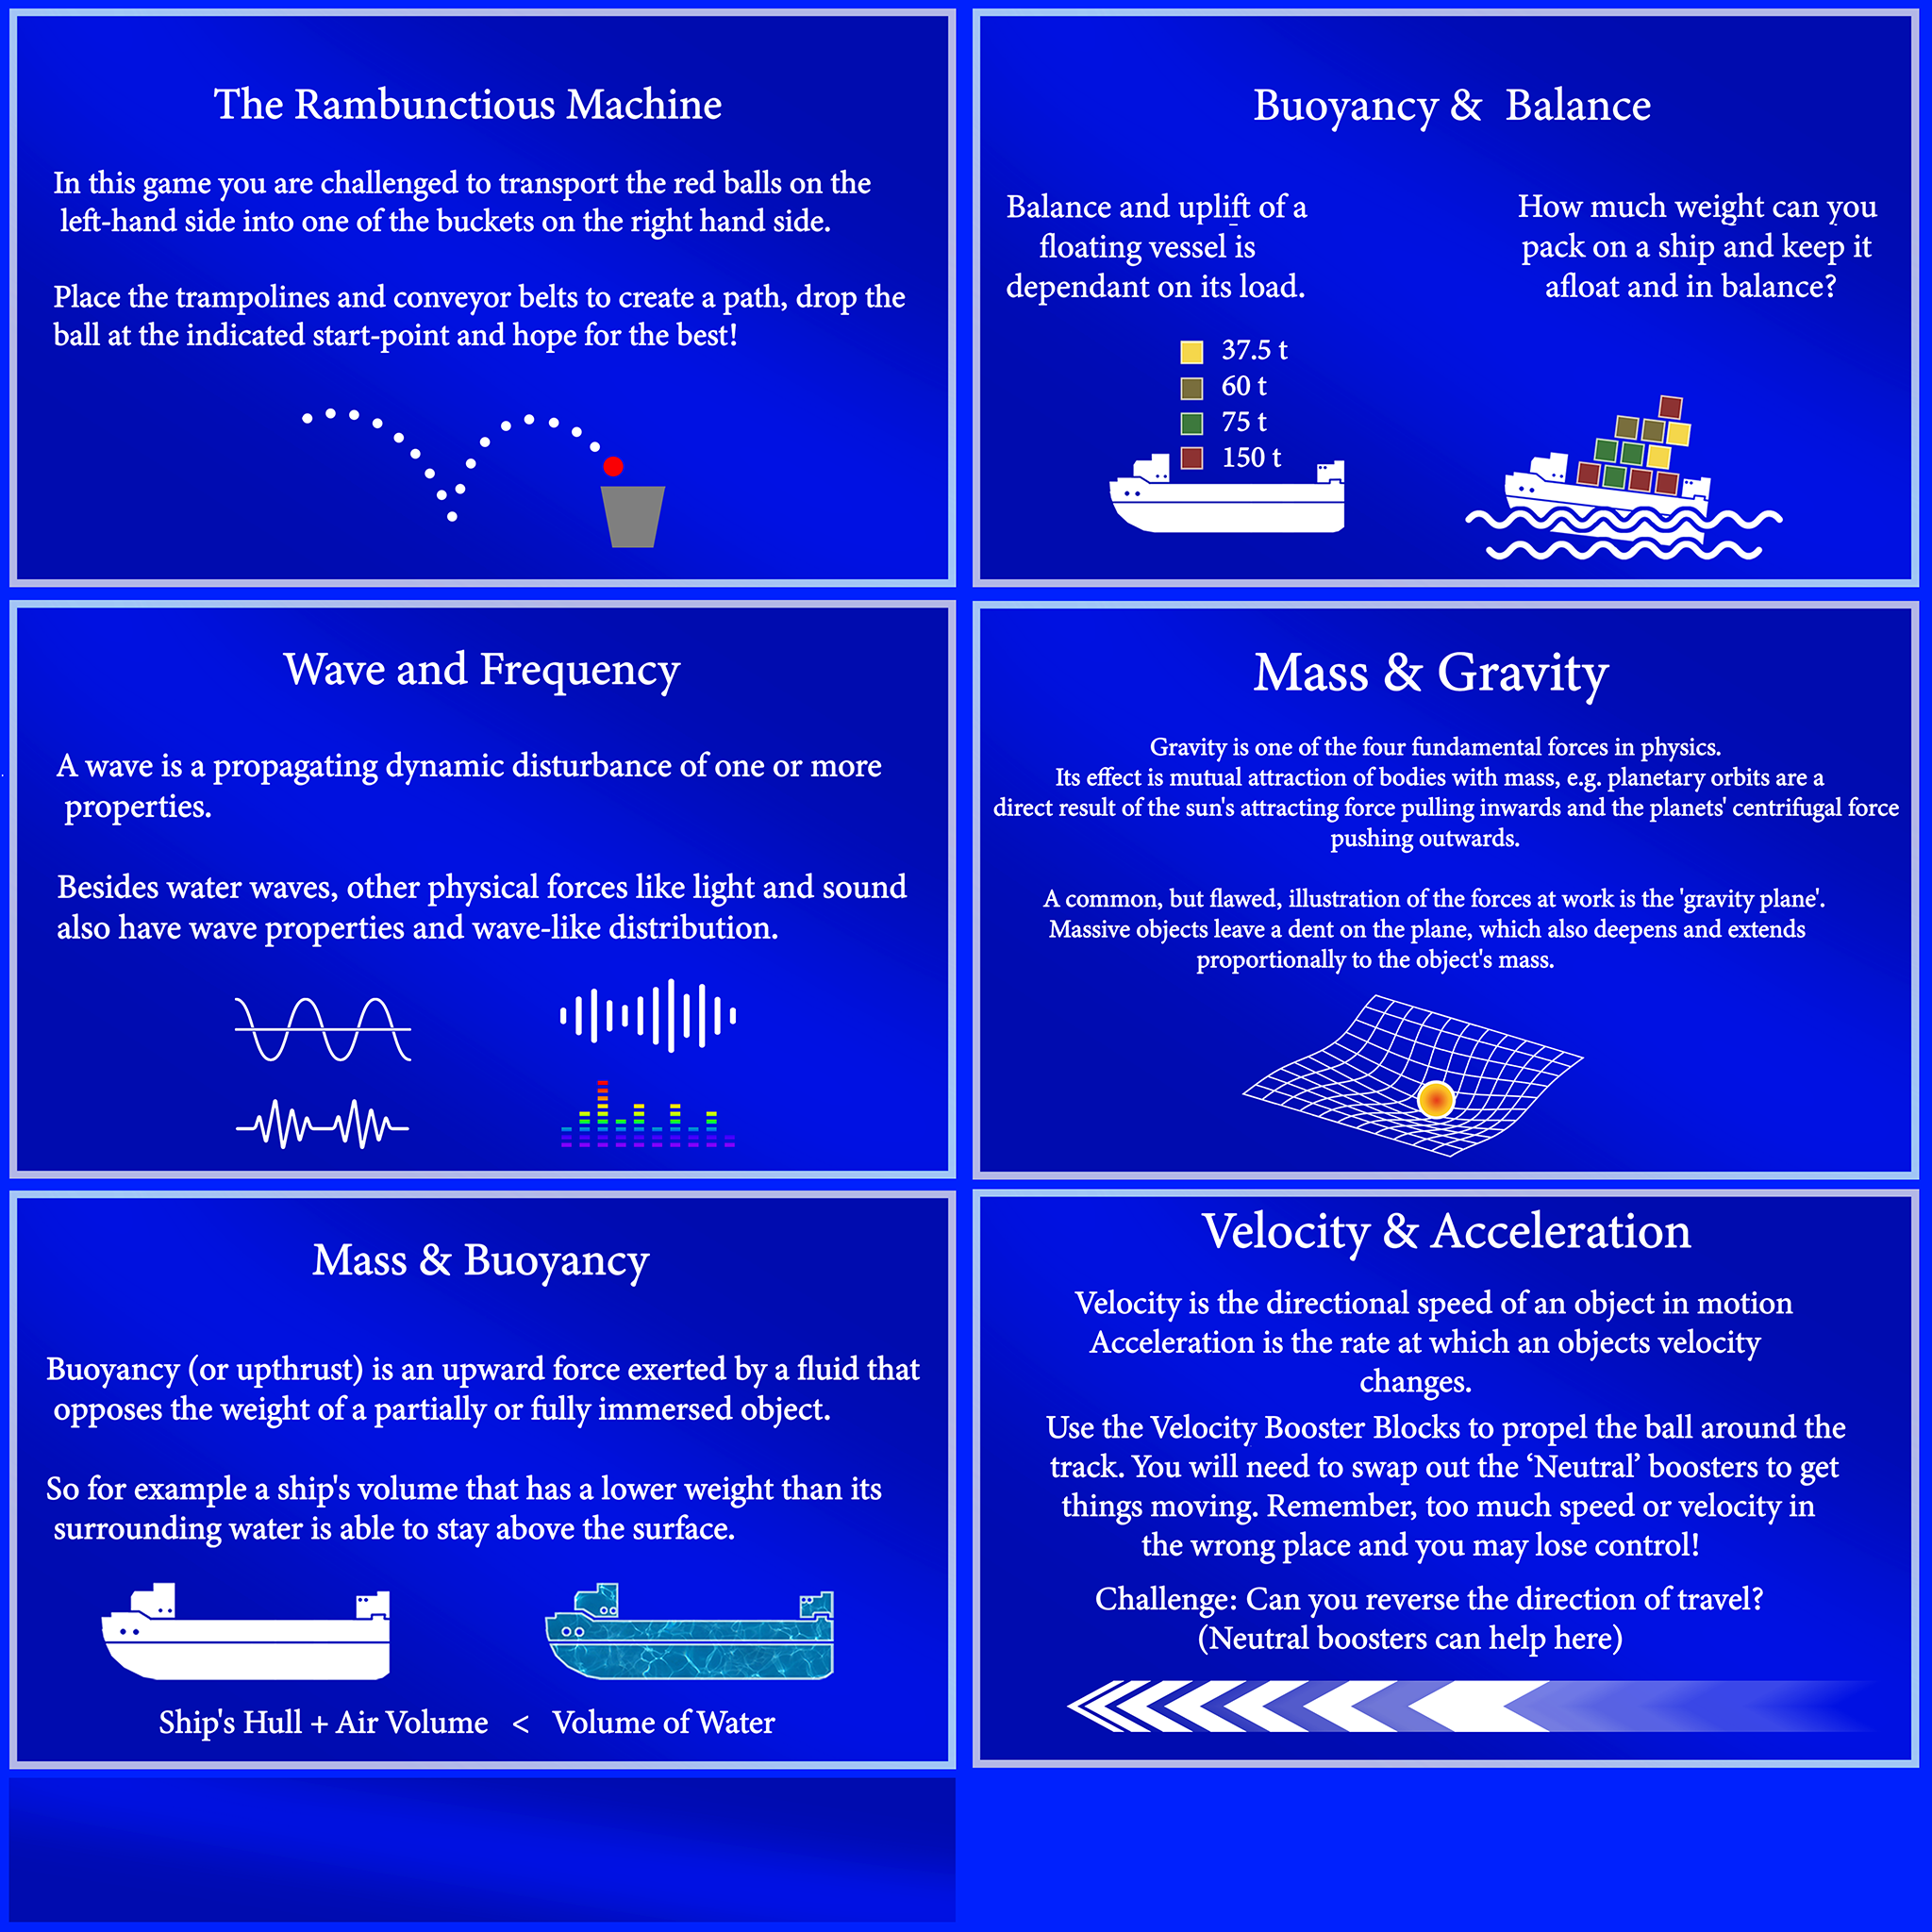 The Rambunctious Machine
In this game you are challenged to transport the red balls on the
left-hand side into one of the buckets on the right hand side.
Place the trampolines and conveyor belts to create a path, drop the
ball at the indicated start-point and hope for the best!
Buoyancy & Balance
Balance and uplift of a
floating vessel is
dependant on its load.
How much weight can you
pack on a ship and keep it
afloat and in balance?
37.5 t
60 t
75 t
150 t
Wave and Frequency
A wave is a propagating dynamic disturbance of one or more
properties.
Besides water waves, other physical forces like light and sound
also have wave properties and wave-like distribution.
Mass & Gravity
Gravity is one of the four fundamental forces in physics.
Its effect is mutual attraction of bodies with mass, e.g. planetary orbits are a
direct result of the sun's attracting force pulling inwards and the planets' centrifugal force
pushing outwards.
A common, but flawed, illustration of the forces at work is the 'gravity plane'.
Massive objects leave a dent on the plane, which also deepens and extends
proportionally to the object's mass.
Mass & Buoyancy
Buoyancy (or upthrust) is an upward force exerted by a fluid that
opposes the weight of a partially or fully immersed object.
So for example a ship's volume that has a lower weight than its
surrounding water is able to stay above the surface.
Ship's Hull + Air Volume < Volume of Water
Velocity & Acceleration
Velocity is the directional speed of an object in motion
Acceleration is the rate at which an objects velocity
changes.
Use the Velocity Booster Blocks to propel the ball around the
track. You will need to swap out the ‘Neutral’ boosters to get
things moving. Remember, too much speed or velocity in
the wrong place and you may lose control!
Challenge: Can you reverse the direction of travel?
(Neutral boosters can help here)